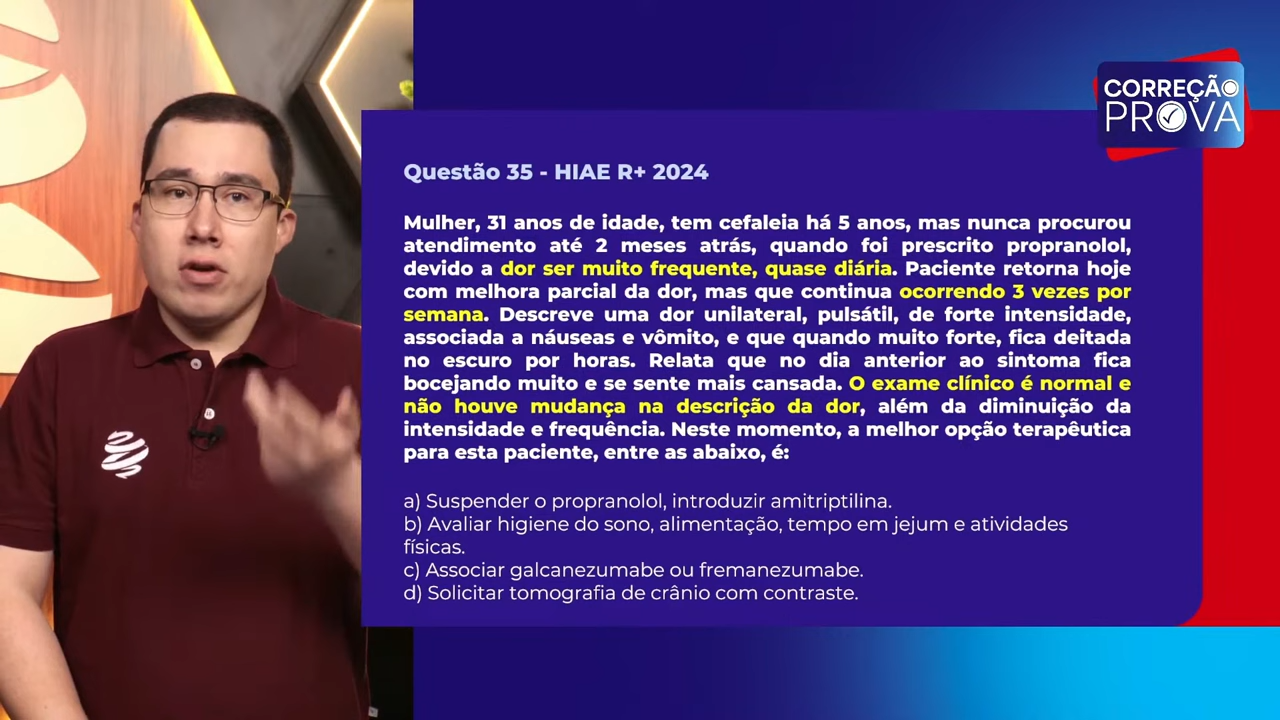 CORREÇÃO
PROVA
Questão 35 - HIAE R+ 2024
Mulher, 31 anos de idade, tem cefaleia há 5 anos, mas nunca procurou
atendimento até 2 meses atrás, quando foi prescrito propranolol,
devido a dor ser muito frequente, quase diária. Paciente retorna hoje
com melhora parcial da dor, mas que continua ocorrendo 3 vezes por
semana. Descreve uma dor unilateral, pulsátil, de forte intensidade,
associada a náuseas e vômito, e que quando muito forte, fica deitada
no escuro por horas. Relata que no dia anterior ao sintoma fica
bocejando muito e se sente mais cansada. O exame clínico é normal e
não houve mudança na descrição da dor, além da diminuição da
intensidade e frequência. Neste momento, a melhor opção terapêutica
para esta paciente, entre as abaixo, é:
a) Suspender o propranolol, introduzir amitriptilina.
b) Avaliar higiene do sono, alimentação, tempo em jejum e atividades
físicas.
c) Associar galcanezumabe ou fremanezumabe.
d) Solicitar tomografia de crânio com contraste.